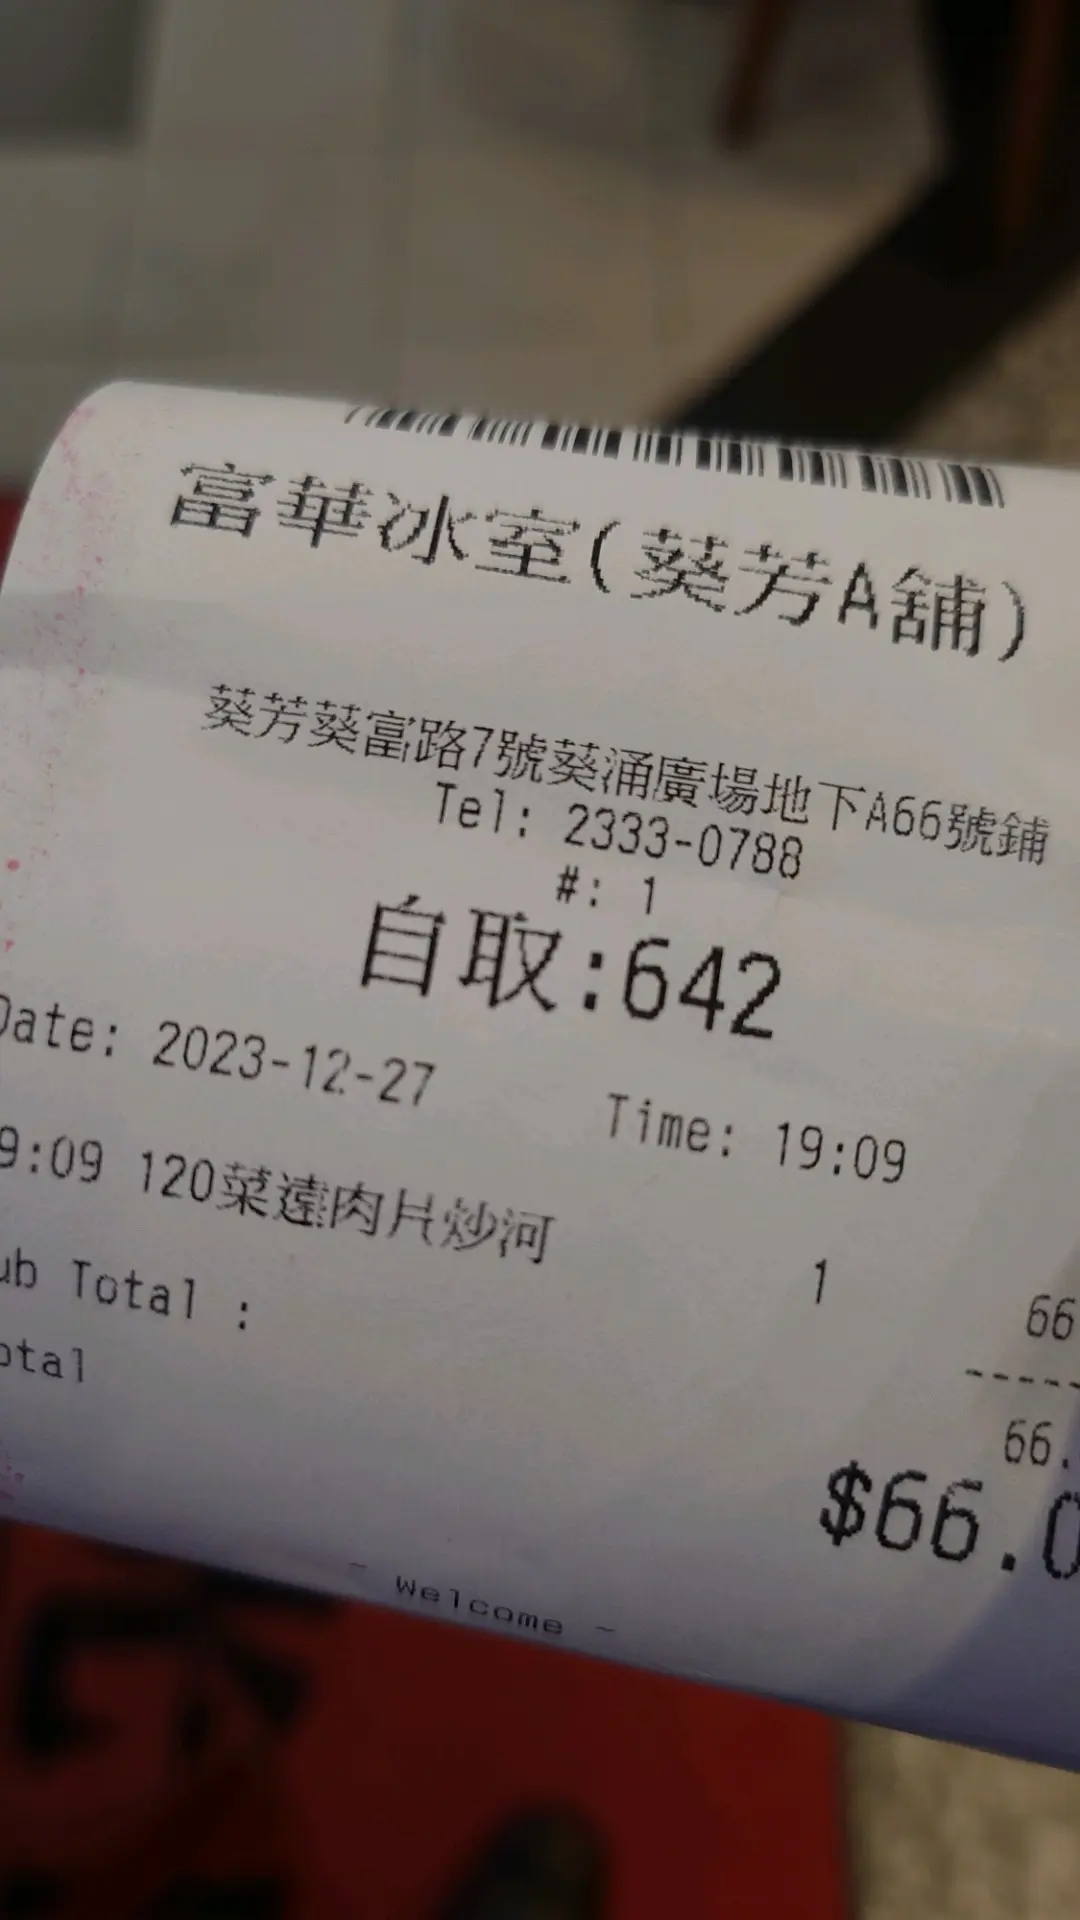 富華冰室(葵芳A舖)
葵芳葵富路7號葵涌廣場地下A66號鋪
Tel: 2333-0788
#: 1
自取:642
Date: 2023-12-27 Time: 19:09
9:09 120菜遠肉片炒河 1 66
ub Total : 66.
otal $66.0
~ Welcome ~